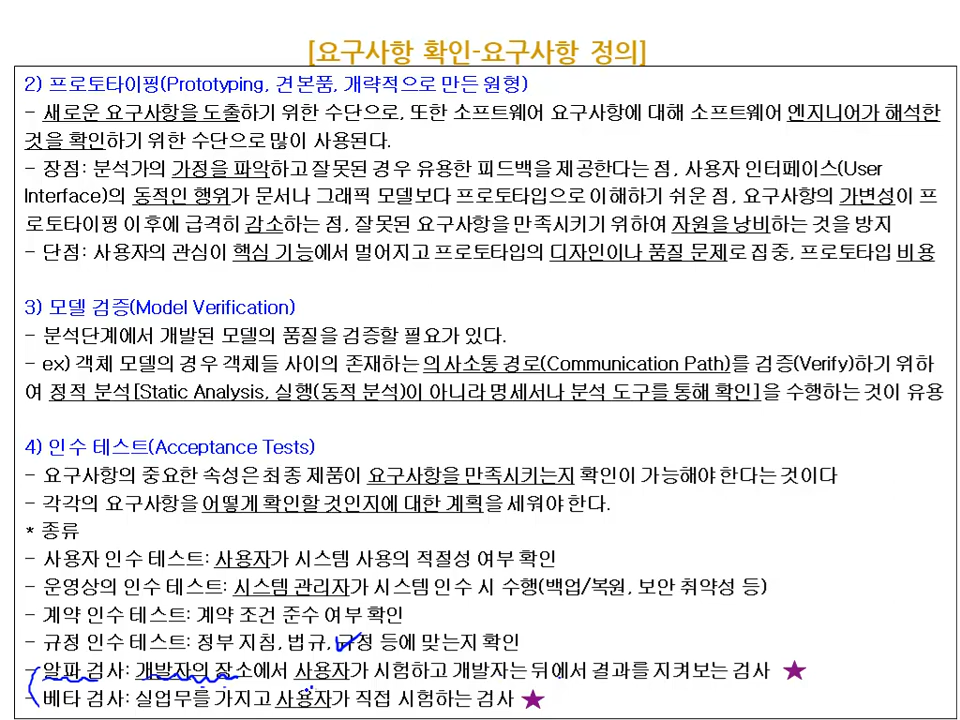 [요구사항 확인-요구사항 정의]
2) 프로토타이핑(Prototyping, 견본품, 개략적으로 만든 원형)
- 새로운 요구사항을 도출하기 위한 수단으로, 또한 소프트웨어 요구사항에 대해 소프트웨어 엔지니어가 해석한
것을 확인하기 위한 수단으로 많이 사용된다.
- 장점: 분석가의 가정을 파악하고 잘못된 경우 유용한 피드백을 제공한다는 점, 사용자 인터페이스(User
Interface)의 동적인 행위가 문서나 그래픽 모델보다 프로토타입으로 이해하기 쉬운 점, 요구사항의 가변성이 프
로토타이핑 이후에 급격히 감소하는 점, 잘못된 요구사항을 만족시키기 위하여 자원을 낭비하는 것을 방지
- 단점: 사용자의 관심이 핵심 기능에서 멀어지고 프로토타입의 디자인이나 품질 문제로 집중, 프로토타입 비용
3) 모델 검증(Model Verification)
- 분석단계에서 개발된 모델의 품질을 검증할 필요가 있다.
- ex) 객체 모델의 경우 객체들 사이의 존재하는 의사소통 경로(Communication Path)를 검증(Verify)하기 위하
여 정적 분석[Static Analysis, 실행(동적 분석)이 아니라 명세서나 분석 도구를 통해 확인]을 수행하는 것이 유용
4) 인수 테스트(Acceptance Tests)
- 요구사항의 중요한 속성은 최종 제품이 요구사항을 만족시키는지 확인이 가능해야 한다는 것이다
- 각각의 요구사항을 어떻게 확인할 것인지에 대한 계획을 세워야 한다.
* 종류
- 사용자 인수 테스트: 사용자가 시스템 사용의 적절성 여부 확인
- 운영상의 인수 테스트: 시스템 관리자가 시스템 인수 시 수행(백업/복원, 보안 취약성 등)
- 계약 인수 테스트: 계약 조건 준수 여부 확인
- 규정 인수 테스트: 정부 지침, 법규, 규정 등에 맞는지 확인
- 알파 검사: 개발자의 장소에서 사용자가 시험하고 개발자는 뒤에서 결과를 지켜보는 검사 ★
- 베타 검사: 실업무를 가지고 사용자가 직접 시험하는 검사 ★